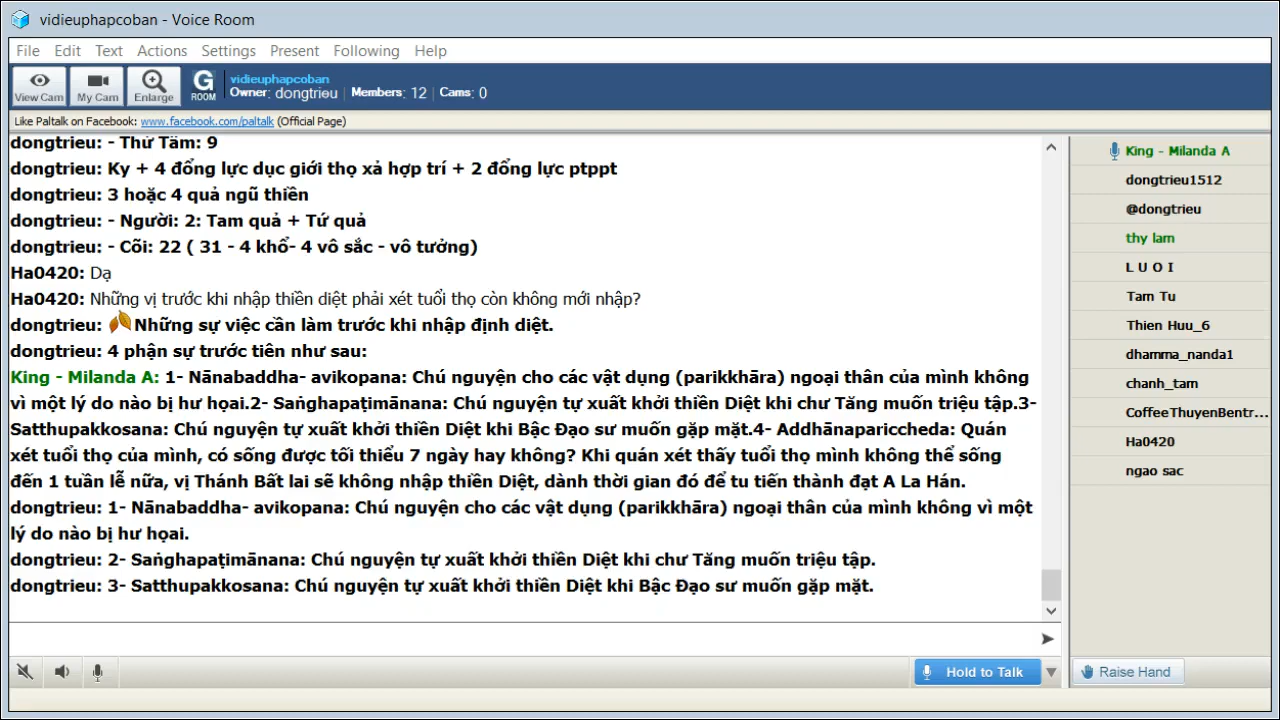 vidieuphapcoban - Voice Room
File Edit Text Actions Settings Present Following Help
View Cam My Cam Enlarge G ROOM
vidieuphapcoban
Owner: dongtrieu | Members: 12 | Cams: 0
Like Paltalk on Facebook: www.facebook.com/paltalk (Official Page)
dongtrieu: - Thứ Tâm: 9
dongtrieu: Ky + 4 đổng lực dục giới thọ xả hợp trí + 2 đổng lực ptppt
dongtrieu: 3 hoặc 4 quả ngũ thiền
dongtrieu: - Người: 2: Tam quả + Tứ quả
dongtrieu: - Cõi: 22 ( 31 - 4 khổ- 4 vô sắc - vô tưởng)
Ha0420: Dạ
Ha0420: Những vị trước khi nhập thiền diệt phải xét tuổi thọ còn không mới nhập?
dongtrieu: Những sự việc cần làm trước khi nhập định diệt.
dongtrieu: 4 phận sự trước tiên như sau:
King - Milanda A: 1- Nānabaddha- avikopana: Chú nguyện cho các vật dụng (parikkhāra) ngoại thân của mình không
vì một lý do nào bị hư họai.2- Saṅghapaṭimānana: Chú nguyện tự xuất khởi thiền Diệt khi chư Tăng muốn triệu tập.3-
Satthupakkosana: Chú nguyện tự xuất khởi thiền Diệt khi Bậc Đạo sư muốn gặp mặt.4- Addhānapariccheda: Quán
xét tuổi thọ của mình, có sống được tối thiểu 7 ngày hay không? Khi quán xét thấy tuổi thọ mình không thể sống
đến 1 tuần lễ nữa, vị Thánh Bất lai sẽ không nhập thiền Diệt, dành thời gian đó để tu tiến thành đạt A La Hán.
dongtrieu: 1- Nānabaddha- avikopana: Chú nguyện cho các vật dụng (parikkhāra) ngoại thân của mình không vì một
lý do nào bị hư họai.
dongtrieu: 2- Saṅghapaṭimānana: Chú nguyện tự xuất khởi thiền Diệt khi chư Tăng muốn triệu tập.
dongtrieu: 3- Satthupakkosana: Chú nguyện tự xuất khởi thiền Diệt khi Bậc Đạo sư muốn gặp mặt.
King - Milanda A
dongtrieu1512
@dongtrieu
thy lam
L U O I
Tam Tu
Thien Huu_6
dhamma_nanda1
chanh_tam
CoffeeThuyenBentr...
Ha0420
ngao sac
Hold to Talk
Raise Hand